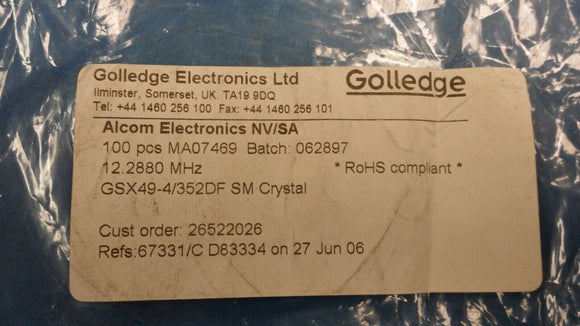 Golledge Electronics Ltd
Golledge
Ilminster, Somerset, UK. TA19 9DQ
Tel: +44 1460 256 100 Fax: +44 1460 256 101
Alcom Electronics NV/SA
100 pcs MA07469 Batch: 062897
12.2880 MHz * RoHS compliant *
GSX49-4/352DF SM Crystal
Cust order: 26522026
Refs:67331/C D83334 on 27 Jun 06